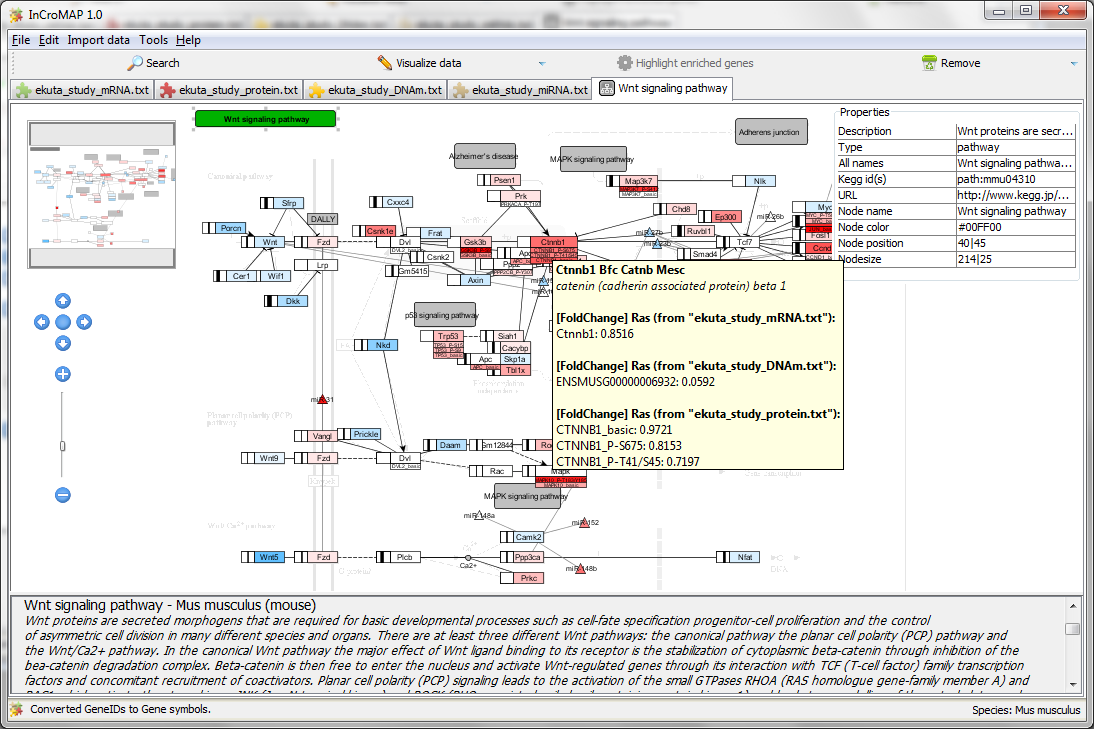 InCroMAP 1.0
File Edit Import data Tools Help
Search Visualize data Highlight enriched genes Remove
ekuta_study_mRNA.txt ekuta_study_protein.txt ekuta_study_DNAm.txt ekuta_study_miRNA.txt Wnt signaling pathway
Wnt signaling pathway
Canonical pathway
Adherens junction
Alzheimer's disease
MAPK signaling pathway
Psen1
Map3k7
MAP3K7_basic
Nlk
Prk
PRKACA_P-T197
Sfrp
Cxxc4
Chd8
Myc
DALLY
Ep300
miR-26b
Porcn
Csnk1e
Frat
Ruvbl1
Wnt
Fzd
Dvl
DVL2_basic
Gsk3b
Ctnnb1
Tcf7
Fosl1
Ccnd
Csnk2
Apc
Smad4
Lrp
Gm5415
Cer1
Wif1
Axin
Dkk
p53 signaling pathway
Trp53
Siah1
Nkd
Cacybp
Apc
Skp1a
Tbl1x
miR-31
Planar cell polarity (PCP)
pathway
Vangl
Prickle
Daam
Gm12844
Wnt9
Fzd
Dvl
DVL2_basic
Rac
Mapk
MAPK signaling pathway
miR-148a
miR-152
Camk2
Wnt5
Fzd
Plcb
Ca2+
Ppp3ca
Nfat
miR-148b
Prkc
DNA
Ctnnb1 Bfc Catnb Mesc
catenin (cadherin associated protein) beta 1
[FoldChange] Ras (from "ekuta_study_mRNA.txt"):
Ctnnb1: 0.8516
[FoldChange] Ras (from "ekuta_study_DNAm.txt"):
ENSMUSG00000006932: 0.0592
[FoldChange] Ras (from "ekuta_study_protein.txt"):
CTNNB1_basic: 0.9721
CTNNB1_P-S675: 0.8153
CTNNB1_P-T41/S45: 0.7197
Properties
Description Wnt proteins are secr...
Type pathway
All names Wnt signaling pathwa...
Kegg id(s) path:mmu04310
URL http://www.kegg.jp/...
Node name Wnt signaling pathway
Node color #00FF00
Node position 40|45
Nodesize 214|25
Wnt signaling pathway - Mus musculus (mouse)
Wnt proteins are secreted morphogens that are required for basic developmental processes such as cell-fate specification progenitor-cell proliferation and the control
of asymmetric cell division in many different species and organs. There are at least three different Wnt pathways: the canonical pathway the planar cell polarity (PCP) pathway and
the Wnt/Ca2+ pathway. In the canonical Wnt pathway the major effect of Wnt ligand binding to its receptor is the stabilization of cytoplasmic beta-catenin through inhibition of the
bea-catenin degradation complex. Beta-catenin is then free to enter the nucleus and activate Wnt-regulated genes through its interaction with TCF (T-cell factor) family transcription
factors and concomitant recruitment of coactivators. Planar cell polarity (PCP) signaling leads to the activation of the small GTPases RHOA (RAS homologue gene-family member A) and
Converted GeneIDs to Gene symbols.
Species: Mus musculus